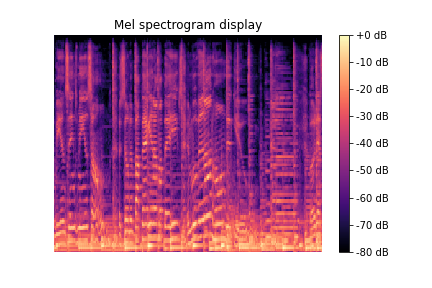 Mel spectrogram display
+0 dB
-10 dB
-20 dB
-30 dB
-40 dB
-50 dB
-60 dB
-70 dB
-80 dB